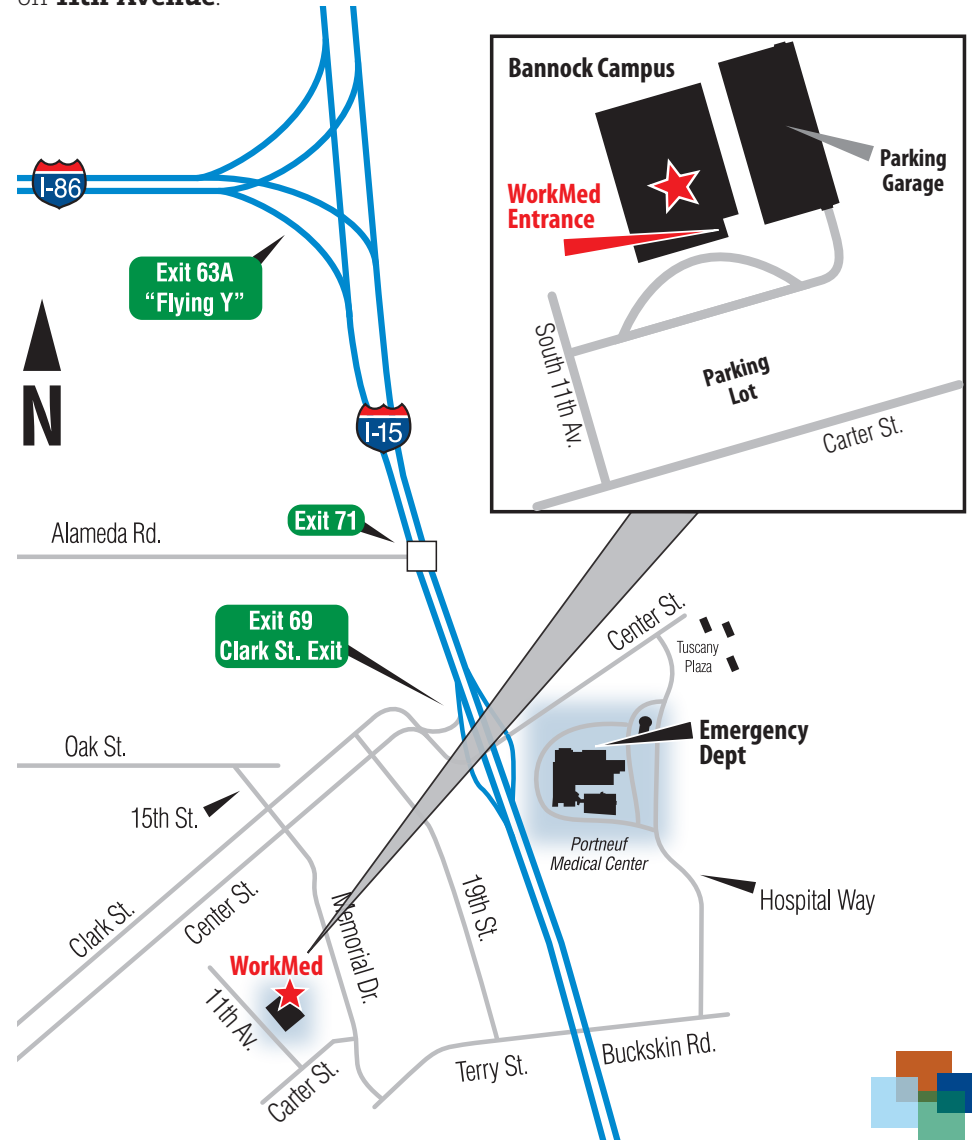 on 11th Avenue.
Bannock Campus
Parking
Garage
WorkMed
Entrance
I-86
Exit 63A
“Flying Y”
N
South 11th Av.
Parking
Lot
Carter St.
I-15
Exit 71
Alameda Rd.
Exit 69
Clark St. Exit
Center St.
Tuscany
Plaza
Emergency
Dept
Oak St.
15th St.
Portneuf
Medical Center
Hospital Way
Clark St.
Center St.
Memorial Dr.
19th St.
WorkMed
11th Av.
Carter St.
Terry St.
Buckskin Rd.